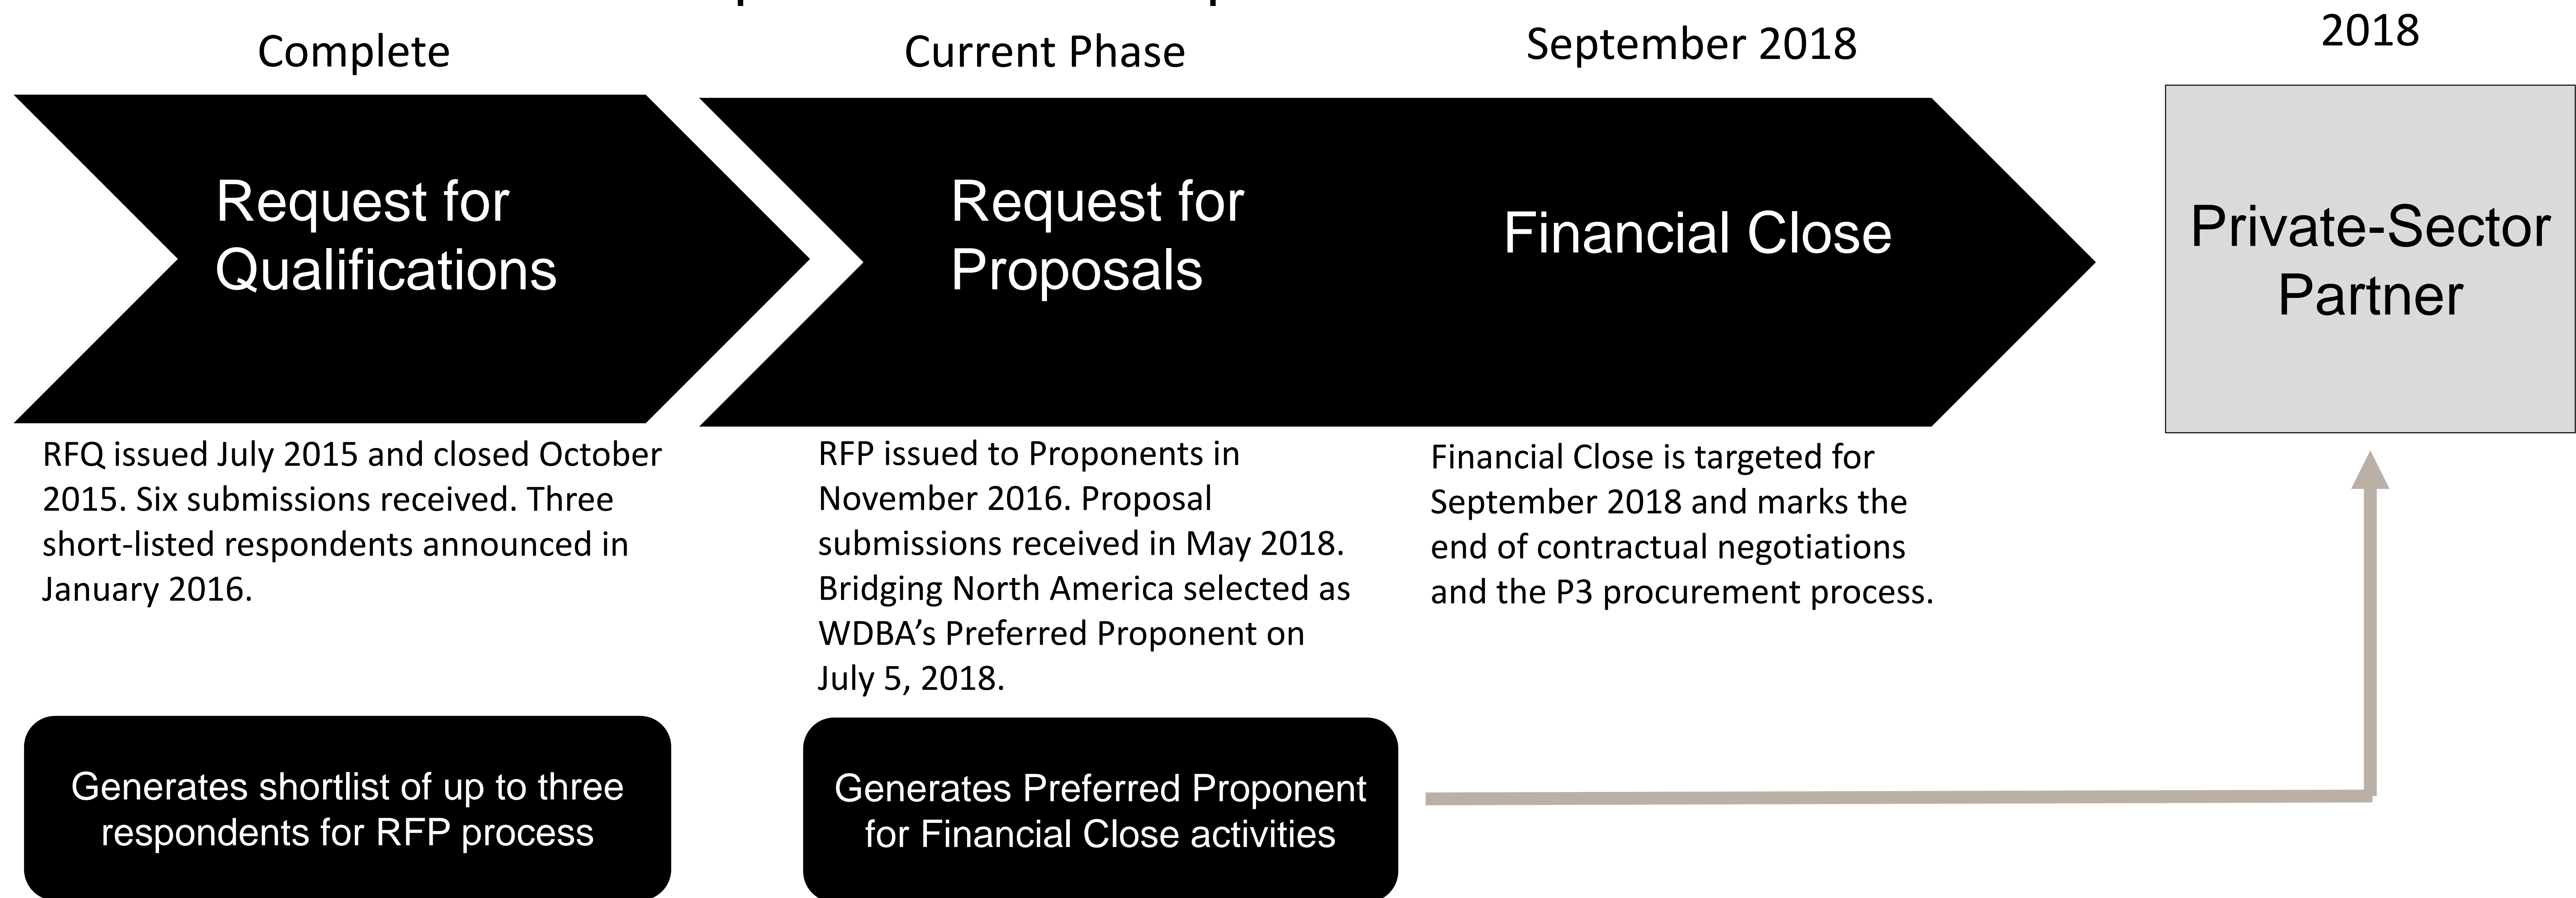 Complete
Current Phase
September 2018
2018
Request for
Qualifications
Request for
Proposals
Financial Close
Private-Sector
Partner
RFQ issued July 2015 and closed October
2015. Six submissions received. Three
short-listed respondents announced in
January 2016.
RFP issued to Proponents in
November 2016. Proposal
submissions received in May 2018.
Bridging North America selected as
WDBA’s Preferred Proponent on
July 5, 2018.
Financial Close is targeted for
September 2018 and marks the
end of contractual negotiations
and the P3 procurement process.
Generates shortlist of up to three
respondents for RFP process
Generates Preferred Proponent
for Financial Close activities